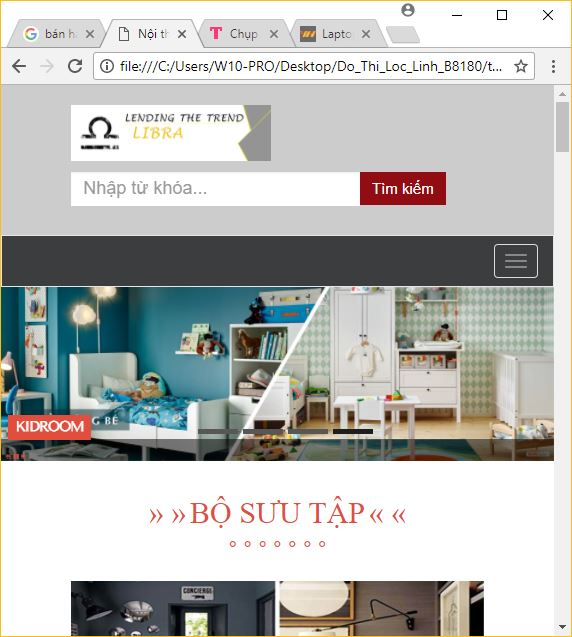 bán h
Nội th
Chụp
Lapto
file:///C:/Users/W10-PRO/Desktop/Do_Thi_Loc_Linh_B8180/t...
LENDING THE TREND
LIBRA
Nhập từ khóa...
Tìm kiếm
KIDROOM
BÉ
» » BỘ SƯU TẬP « «
CONCIERGE